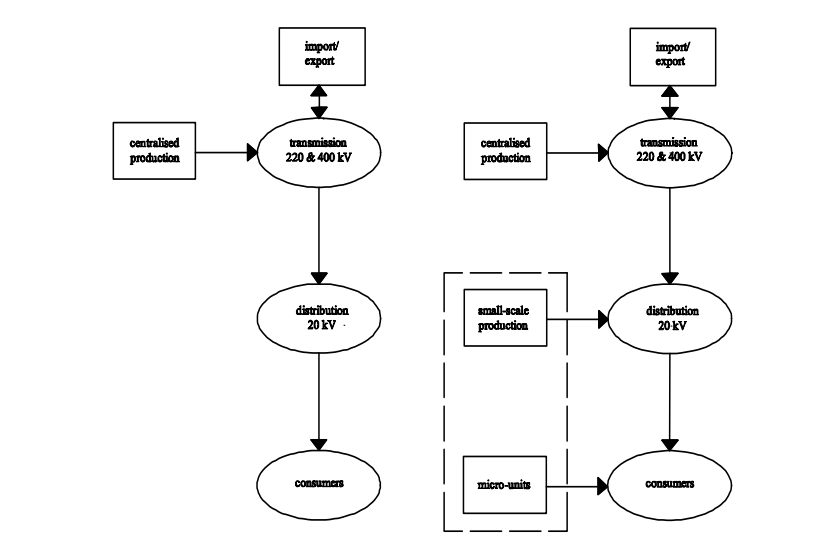 import/
export
centralised
production
transmission
220 & 400 kV
distribution
20 kV
consumers
import/
export
centralised
production
transmission
220 & 400 kV
small-scale
production
distribution
20 kV
micro-units
consumers